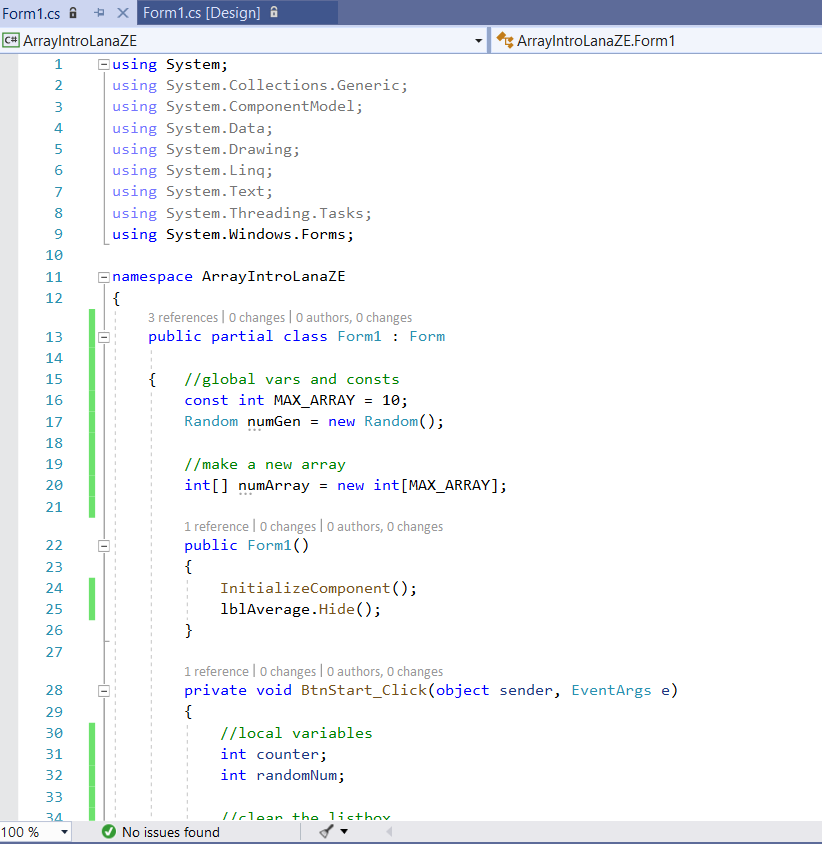 Form1.cs Form1.cs [Design]
C# ArrayIntroLanaZE ArrayIntroLanaZE.Form1
1 using System;
2 using System.Collections.Generic;
3 using System.ComponentModel;
4 using System.Data;
5 using System.Drawing;
6 using System.Linq;
7 using System.Text;
8 using System.Threading.Tasks;
9 using System.Windows.Forms;
10
11 namespace ArrayIntroLanaZE
12 {
3 references | 0 changes | 0 authors, 0 changes
13 public partial class Form1 : Form
14
15 { //global vars and consts
16 const int MAX_ARRAY = 10;
17 Random numGen = new Random();
18
19 //make a new array
20 int[] numArray = new int[MAX_ARRAY];
21
1 reference | 0 changes | 0 authors, 0 changes
22 public Form1()
23 {
24 InitializeComponent();
25 lblAverage.Hide();
26 }
27
1 reference | 0 changes | 0 authors, 0 changes
28 private void BtnStart_Click(object sender, EventArgs e)
29 {
30 //local variables
31 int counter;
32 int randomNum;
33
34 //clear the listbox
100 % No issues found